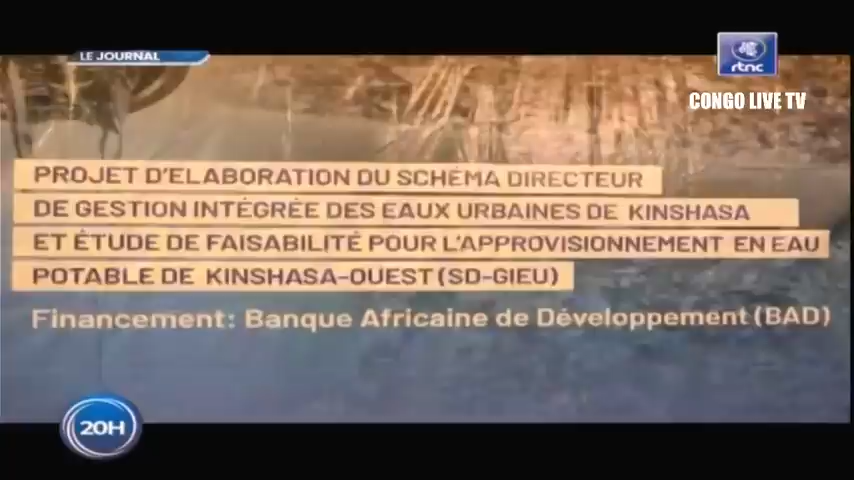 LE JOURNAL
rtnc
CONGO LIVE TV
PROJET D'ELABORATION DU SCHÉMA DIRECTEUR
DE GESTION INTÉGRÉE DES EAUX URBAINES DE KINSHASA
ET ÉTUDE DE FAISABILITÉ POUR L'APPROVISIONNEMENT EN EAU
POTABLE DE KINSHASA-OUEST (SD-GIEU)
Financement: Banque Africaine de Développement (BAD)
20H